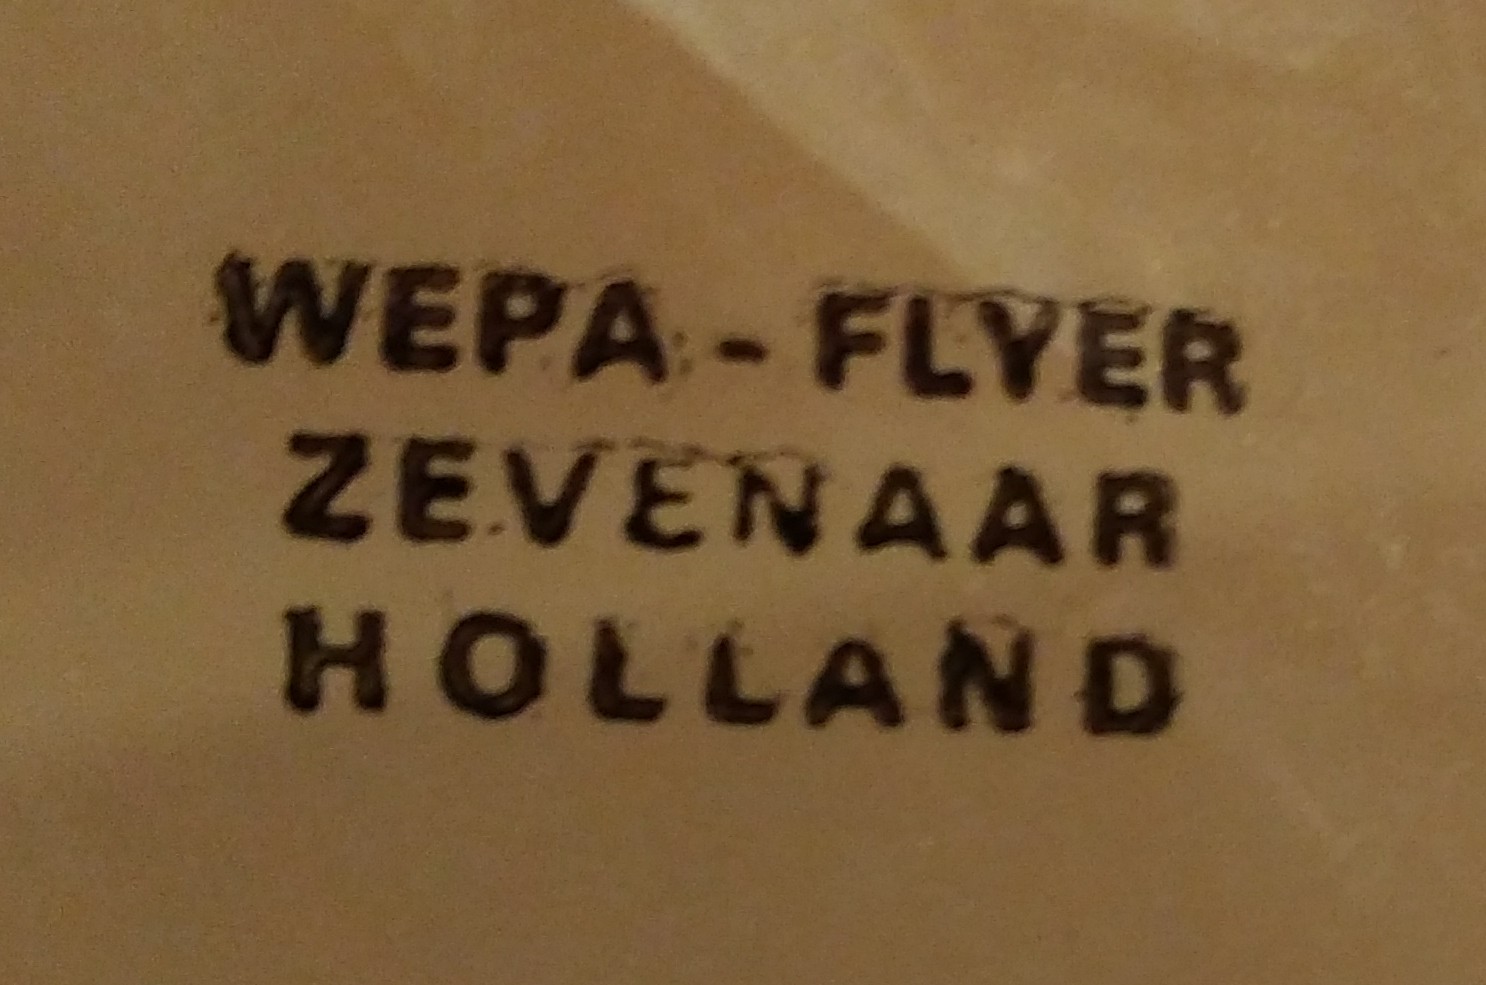 WEPA - FLYER
ZEVENAAR
HOLLAND